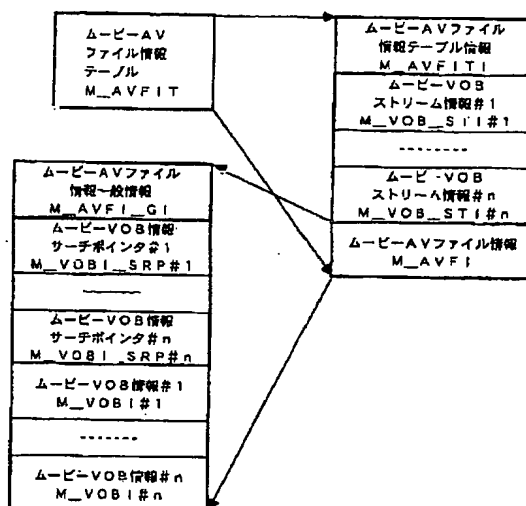 ムービーAV
ファイル情報
テーブル
M_AVFIT
ムービーAVファイル
情報テーブル情報
M_AVFITI
ムービーVOB
ストリーム情報#1
M_VOB_STI#1
ムービーVOB
ストリーム情報#n
M_VOB_STI#n
ムービーAVファイル情報
M_AVFI
ムービーAVファイル
情報一般情報
M_AVFI_GI
ムービーVOB情報
サーチポインタ#1
M_VOBI_SRP#1
ムービーVOB情報
サーチポインタ#n
M_VOBI_SRP#n
ムービーVOB情報#1
M_VOBI#1
ムービーVOB情報#n
M_VOBI#n